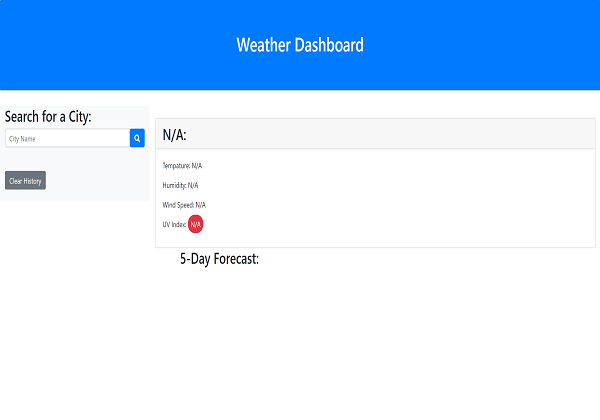 Weather Dashboard
Search for a City:
City Name
Clear History
N/A:
Tempature: N/A
Humidity: N/A
Wind Speed: N/A
UV Index: N/A
5-Day Forecast: